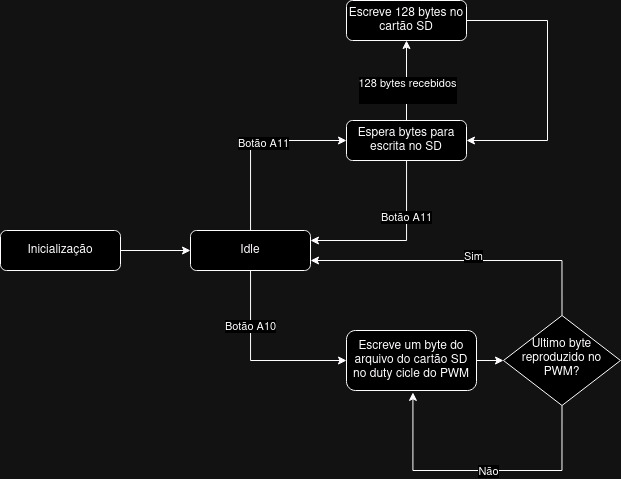 Escreve 128 bytes no
cartão SD
128 bytes recebidos
Botão A11
Espera bytes para
escrita no SD
Botão A11
Inicialização
Idle
Sim
Botão A10
Escreve um byte do
arquivo do cartão SD
no duty cicle do PWM
Último byte
reproduzido no
PWM?
Não